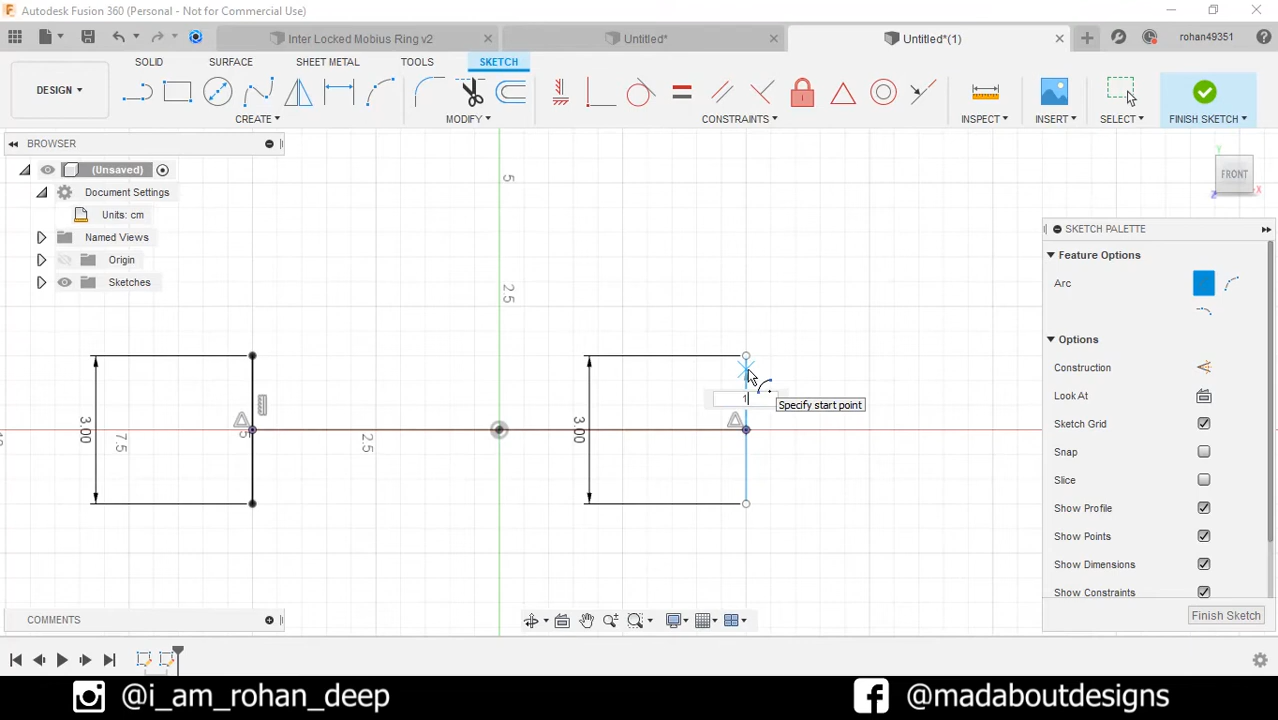 Autodesk Fusion 360 (Personal - Not for Commercial Use)
Inter Locked Mobius Ring v2
Untitled*
Untitled*(1)
rohan49351
DESIGN
SOLID
SURFACE
SHEET METAL
TOOLS
SKETCH
CREATE
MODIFY
CONSTRAINTS
INSPECT
INSERT
SELECT
FINISH SKETCH
BROWSER
(Unsaved)
Document Settings
Units: cm
Named Views
Origin
Sketches
5
2.5
FRONT
Y
X
Z
3.00
7.5
5
2.5
3.00
1
Specify start point
SKETCH PALETTE
Feature Options
Arc
Options
Construction
Look At
Sketch Grid
Snap
Slice
Show Profile
Show Points
Show Dimensions
Show Constraints
Finish Sketch
COMMENTS
@i_am_rohan_deep
@madaboutdesigns